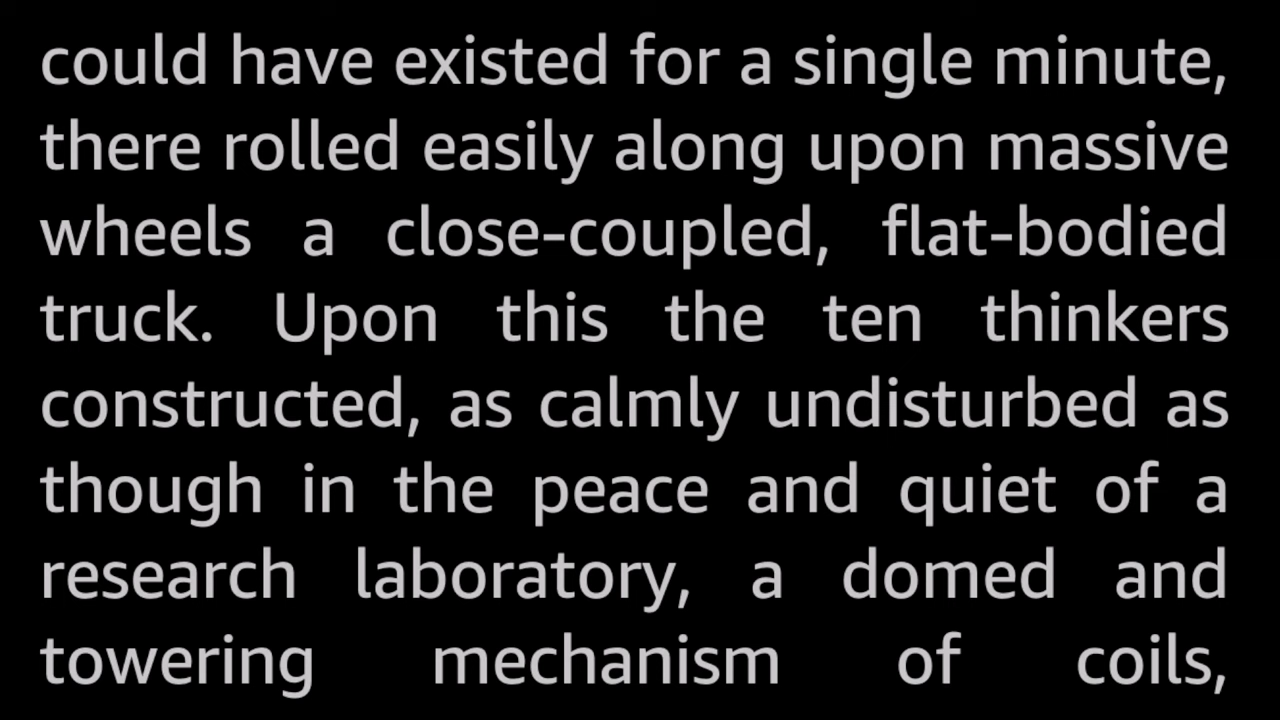 could have existed for a single minute,
there rolled easily along upon massive
wheels a close-coupled, flat-bodied
truck. Upon this the ten thinkers
constructed, as calmly undisturbed as
though in the peace and quiet of a
research laboratory, a domed and
towering mechanism of coils,